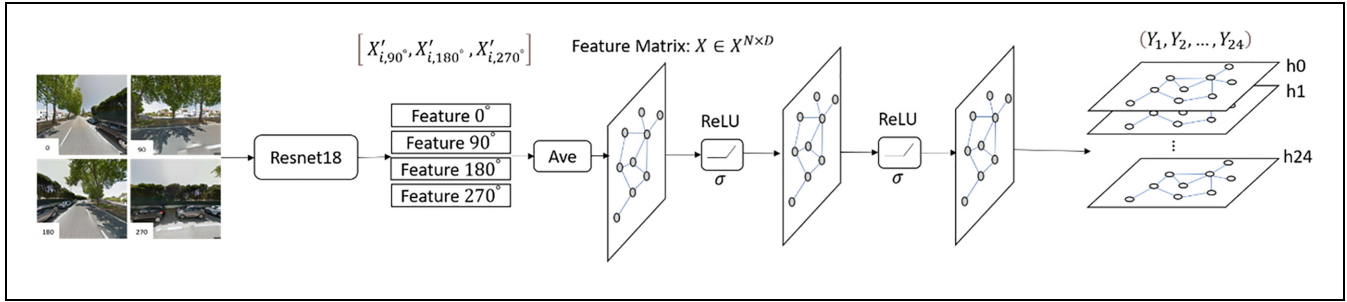 [X′i,90°, X′i,180°, X′i,270°]
Feature Matrix: X ∈ X^N×D
(Y1, Y2, …, Y24)
0
90
180
270
Resnet18
Feature 0°
Feature 90°
Feature 180°
Feature 270°
Ave
ReLU
σ
ReLU
σ
h0
h1
⋮
h24